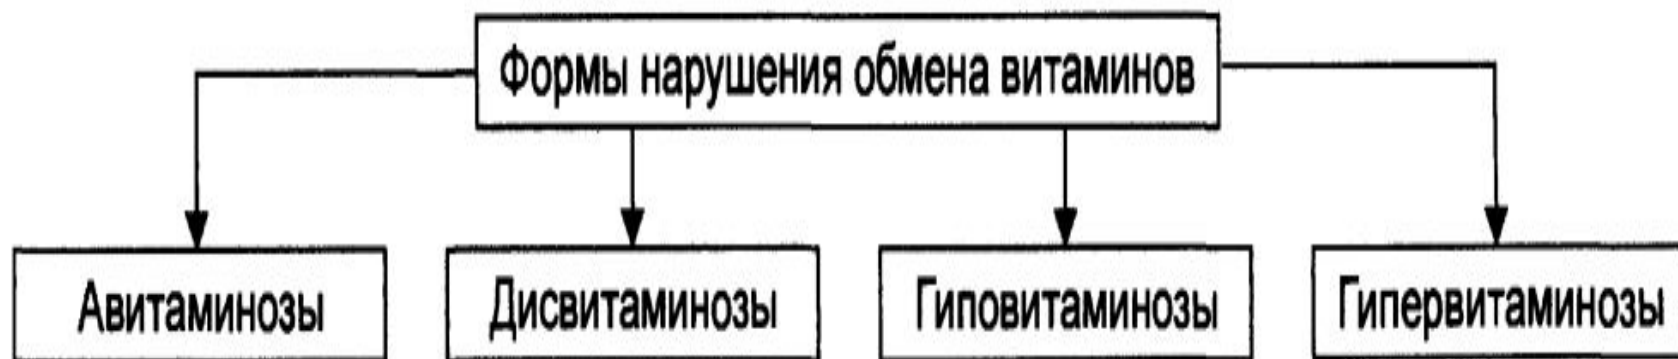 Формы нарушения обмена витаминов
Авитаминозы
Дисвитаминозы
Гиповитаминозы
Гипервитаминозы